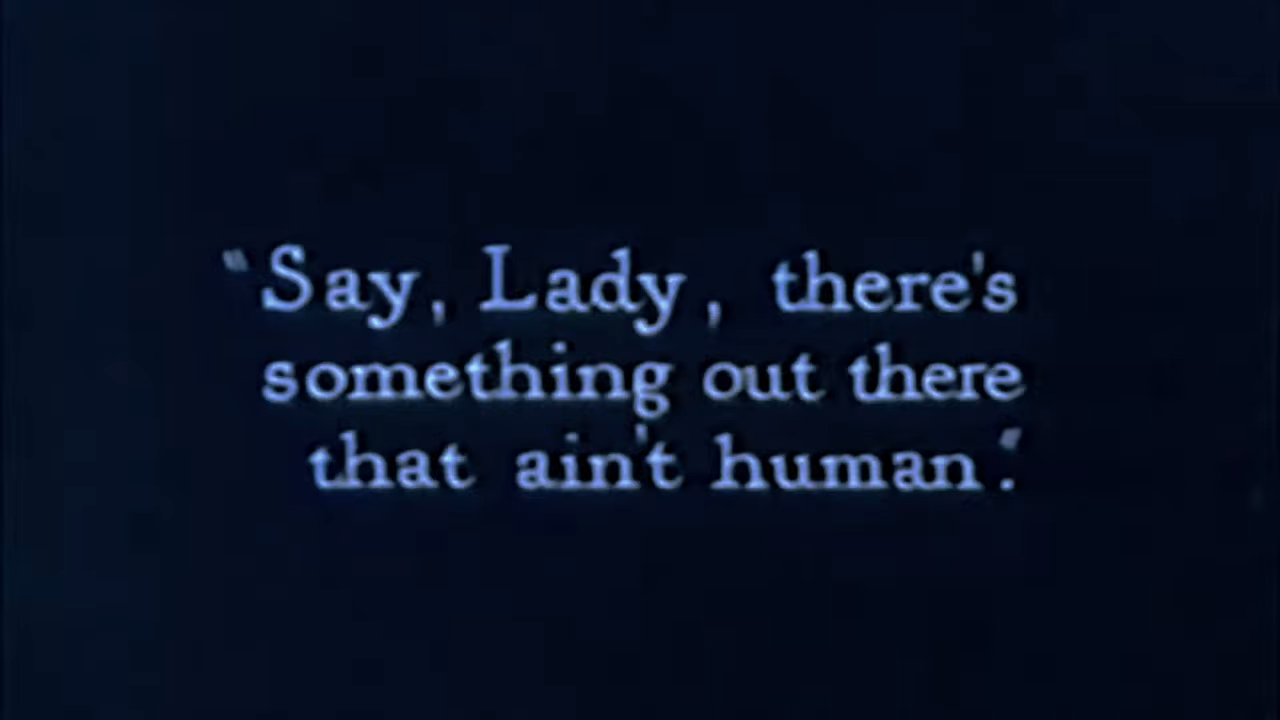 "Say, Lady, there's
something out there
that ain't human."